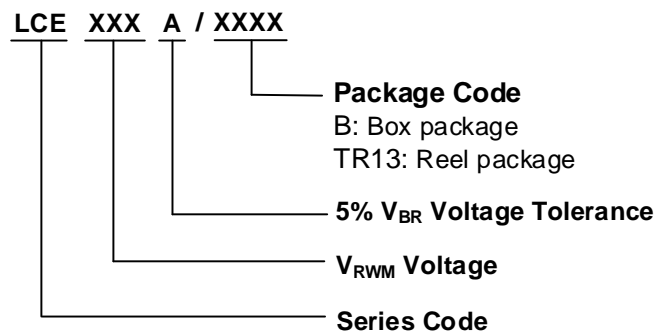 LCE XXX A / XXXX
Package Code
B: Box package
TR13: Reel package
5% VBR Voltage Tolerance
VRWM Voltage
Series Code